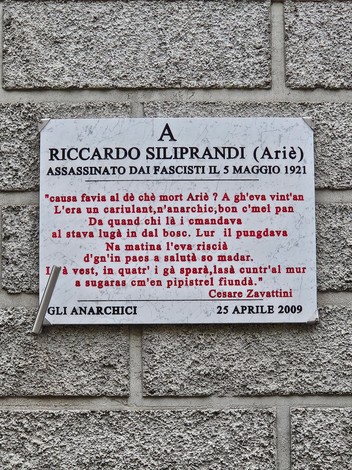 A
RICCARDO SILIPRANDI (Ariè)
ASSASSINATO DAI FASCISTI IL 5 MAGGIO 1921
"causa favia al dè chè mort Ariè ? A gh'eva vint'an
L'era un cariulant,n'anarchic,bon c'mel pan
Da quand chi là i cmandava
al stava lugà in dal bosc. Lur il pungdava
Na matina l'eva rìscià
d'gn'in paes a salutà so madar.
vest, in quatr' i gà sparà,lasà cuntr'al mur
a sugaras cm'en pipistrel fiundà."
Cesare Zavattini
GLI ANARCHICI 25 APRILE 2009